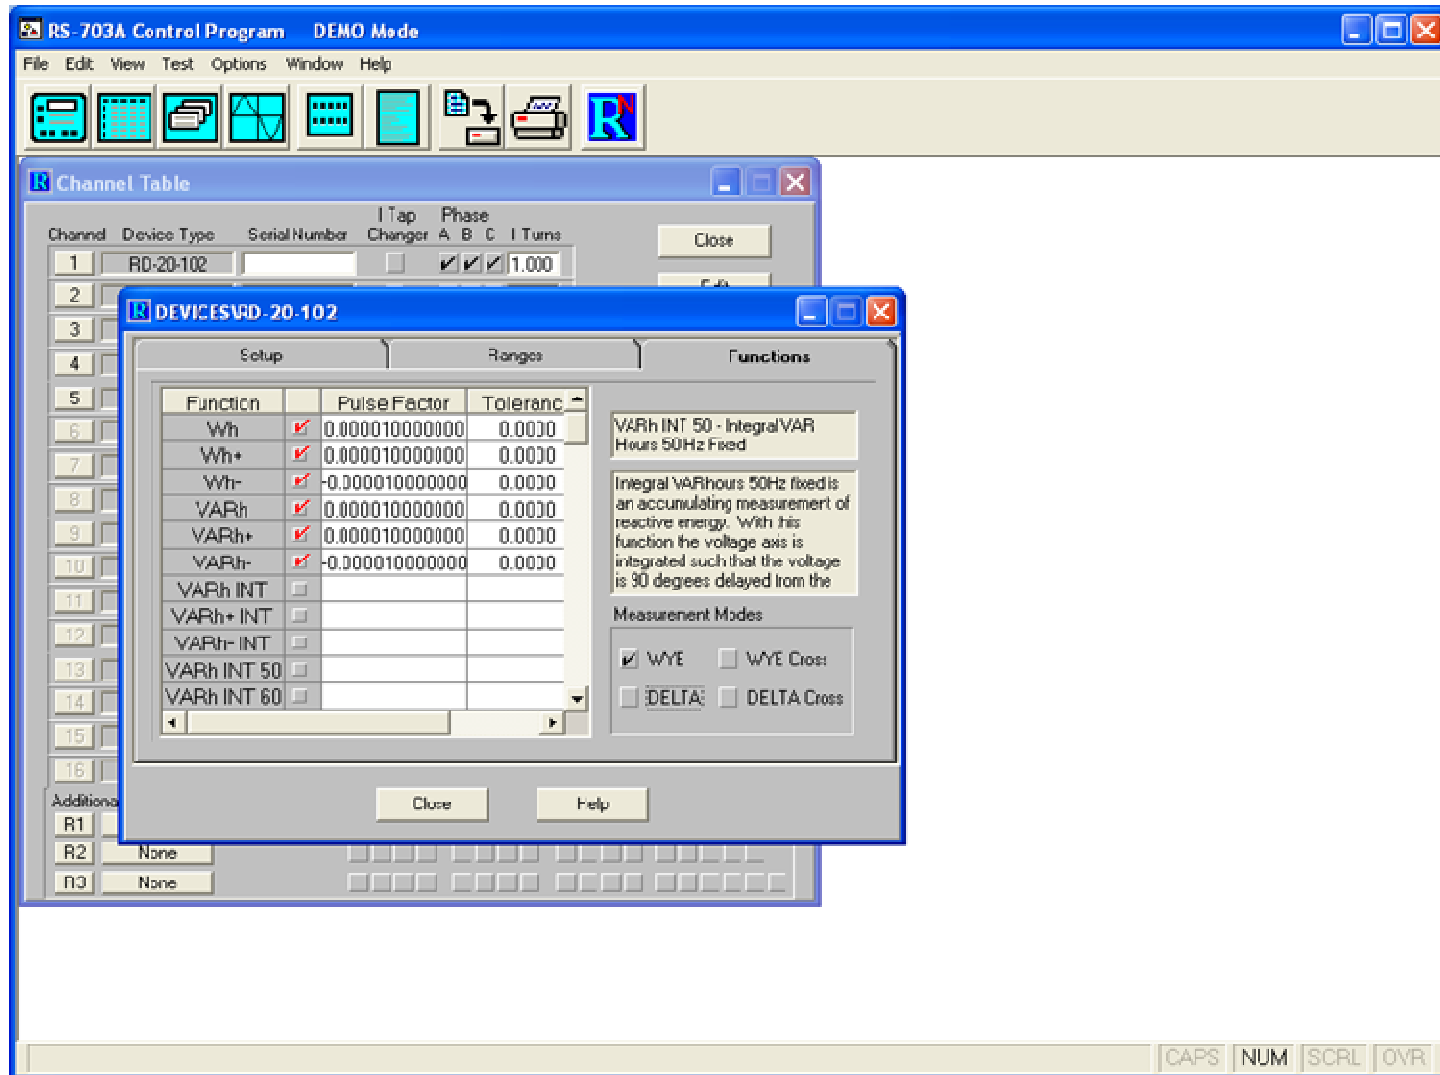 RS-703A Control Program DEMO Mode
File Edit View Test Options Window Help
Channel Table
I Tap Phase
Channel Device Type Serial Number Changer A B C I Turns
Close
1 RD-20-102 1.000
2
Edit
DEVICES\RD-20-102
3
Setup Ranges Functions
4
5
Function Pulse Factor Toleranc
6
Wh 0.000010000000 0.0000
Wh+ 0.000010000000 0.0000
7
Wh- -0.000010000000 0.0000
8
VARh 0.000010000000 0.0000
9
VARh+ 0.000010000000 0.0000
10
VARh- -0.000010000000 0.0000
VARh INT
11
VARh+ INT
12
VARh- INT
13
VARh INT 50
14
VARh INT 60
15
16
VARh INT 50 - Integral VAR
Hours 50Hz Fixed
Integral VARhours 50Hz fixed is
an accumulating measurement of
reactive energy. With this
function the voltage axis is
integrated such that the voltage
is 90 degrees delayed from the
Measurement Modes
WYE WYE Cross
DELTA DELTA Cross
Close Help
Additiona
R1
R2 None
R3 None
CAPS NUM SCRL OVR